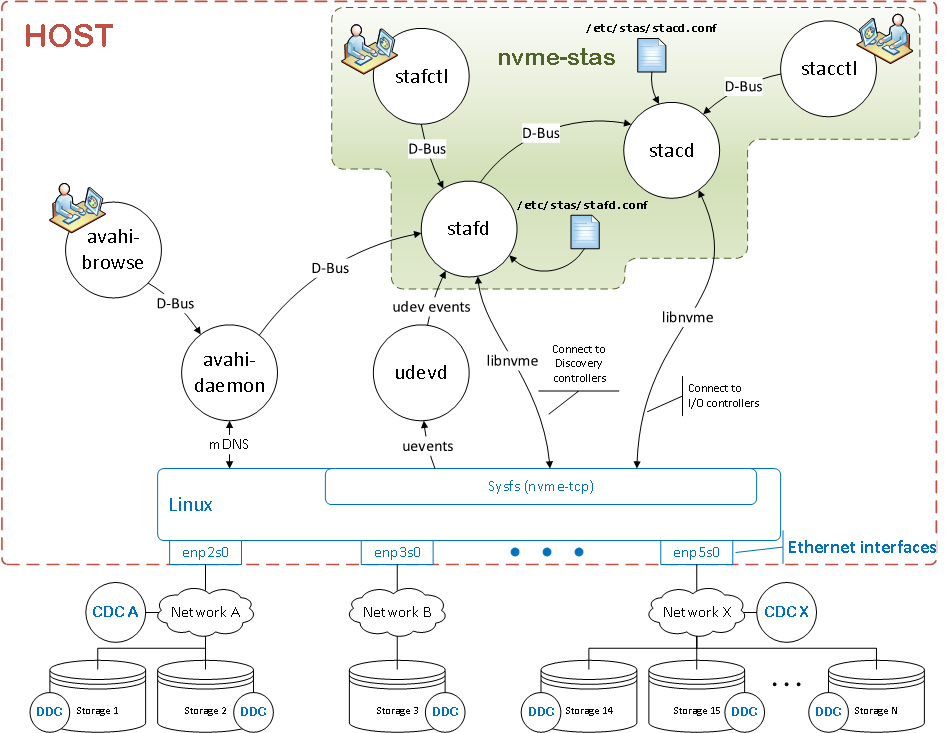 HOST
/etc/stas/stacd.conf
nvme-stas
stafctl
stacctl
D-Bus
D-Bus
D-Bus
stacd
/etc/stas/stafd.conf
stafd
avahi-
browse
D-Bus
D-Bus
udev events
libnvme
avahi-
daemon
udevd
libnvme
Connect to
Discovery
controllers
Connect to
I/O controllers
mDNS
uevents
Sysfs (nvme-tcp)
Linux
enp2s0
enp3s0
enp5s0
Ethernet interfaces
CDC A
Network A
Network B
Network X
CDC X
DDC
Storage 1
Storage 2
DDC
Storage 3
DDC
DDC
Storage 14
Storage 15
DDC
DDC
Storage N